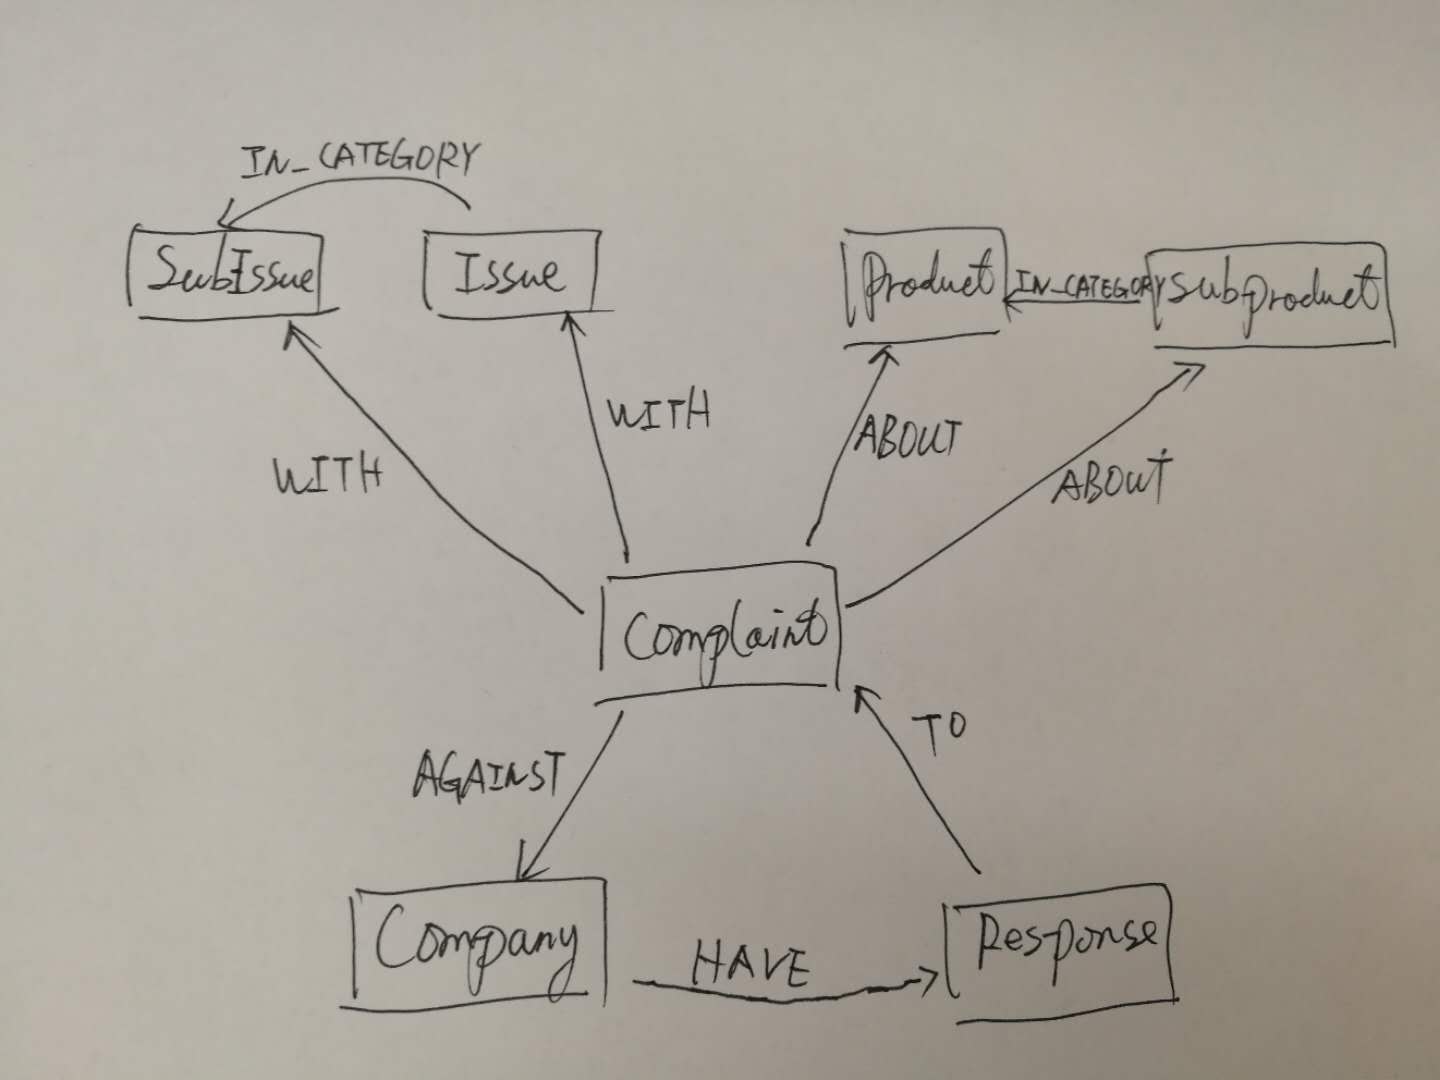 IN_CATEGORY
SubIssue
Issue
Product
IN_CATEGORY
Subproduct
WITH
WITH
ABOUT
ABOUT
Complaint
AGAINST
TO
Company
HAVE
Response